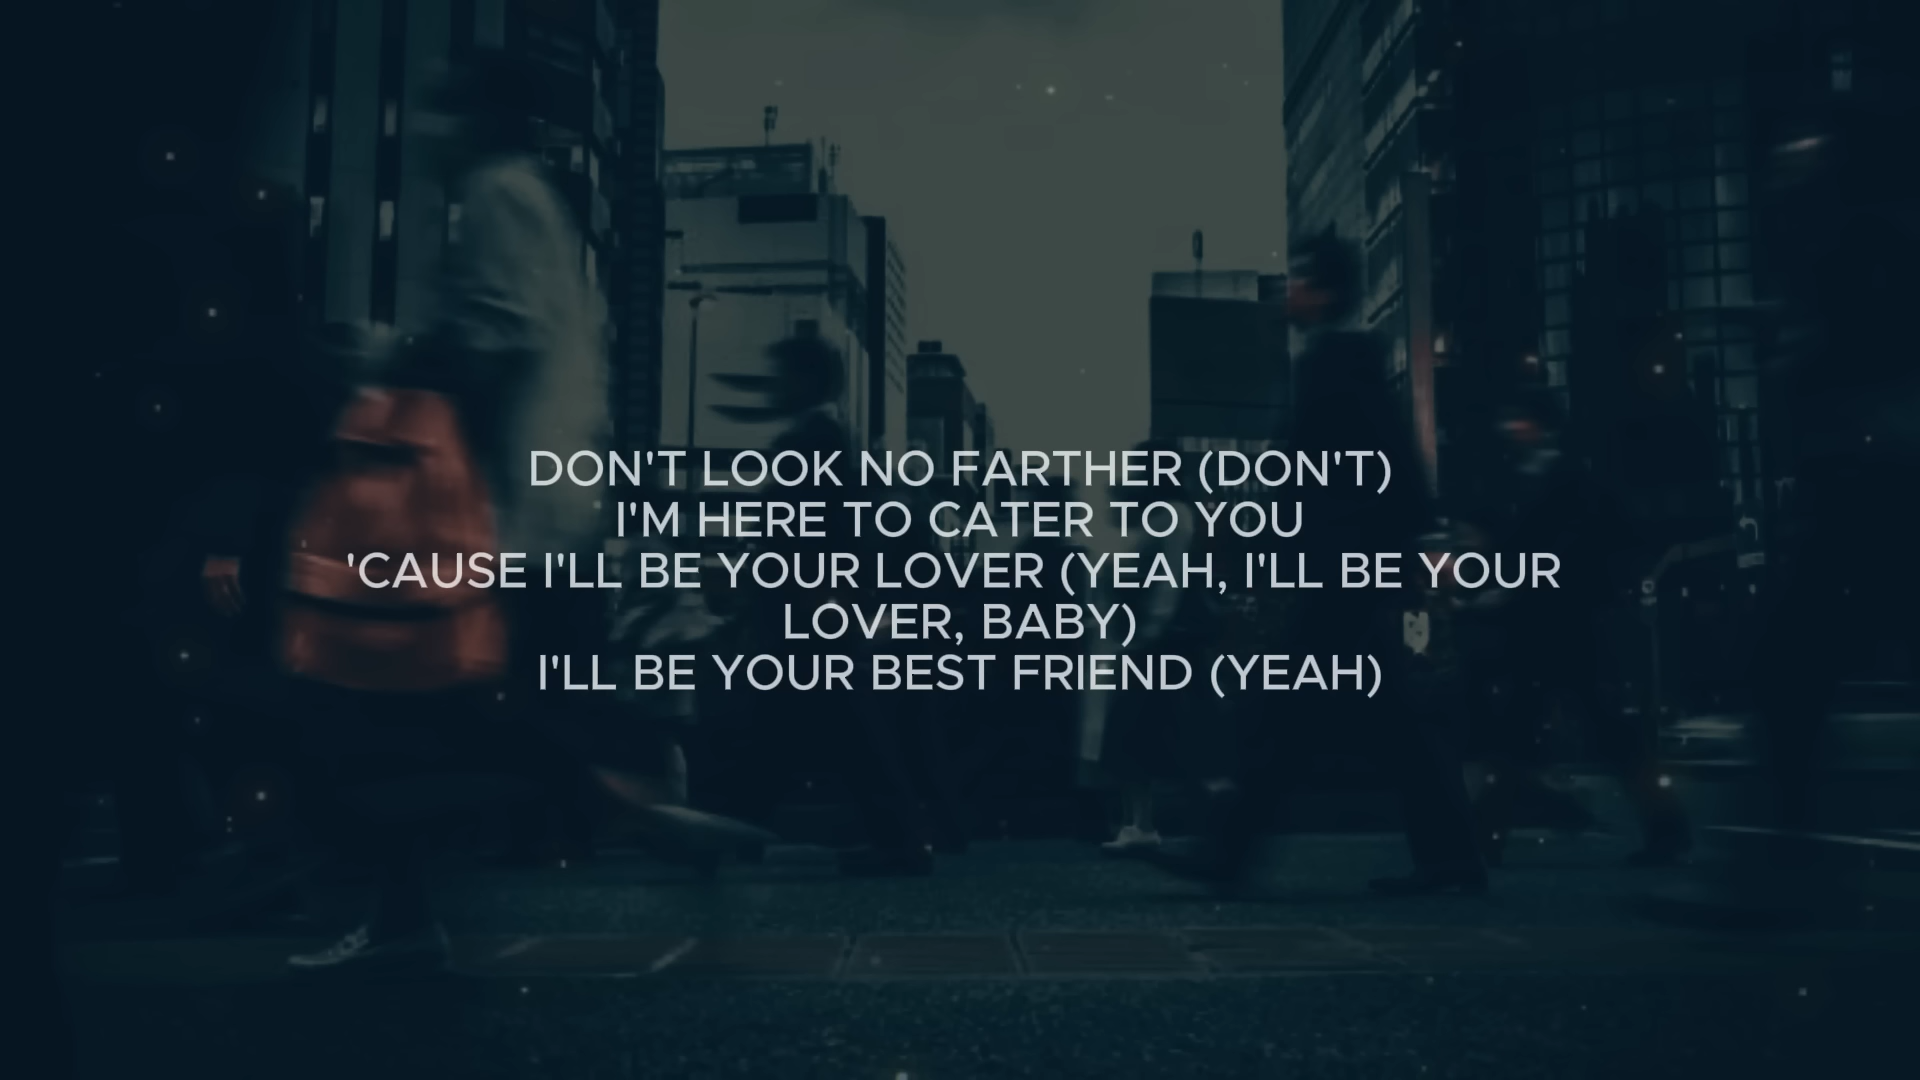 DON'T LOOK NO FARTHER (DON'T)
I'M HERE TO CATER TO YOU
'CAUSE I'LL BE YOUR LOVER (YEAH, I'LL BE YOUR
LOVER, BABY)
I'LL BE YOUR BEST FRIEND (YEAH)